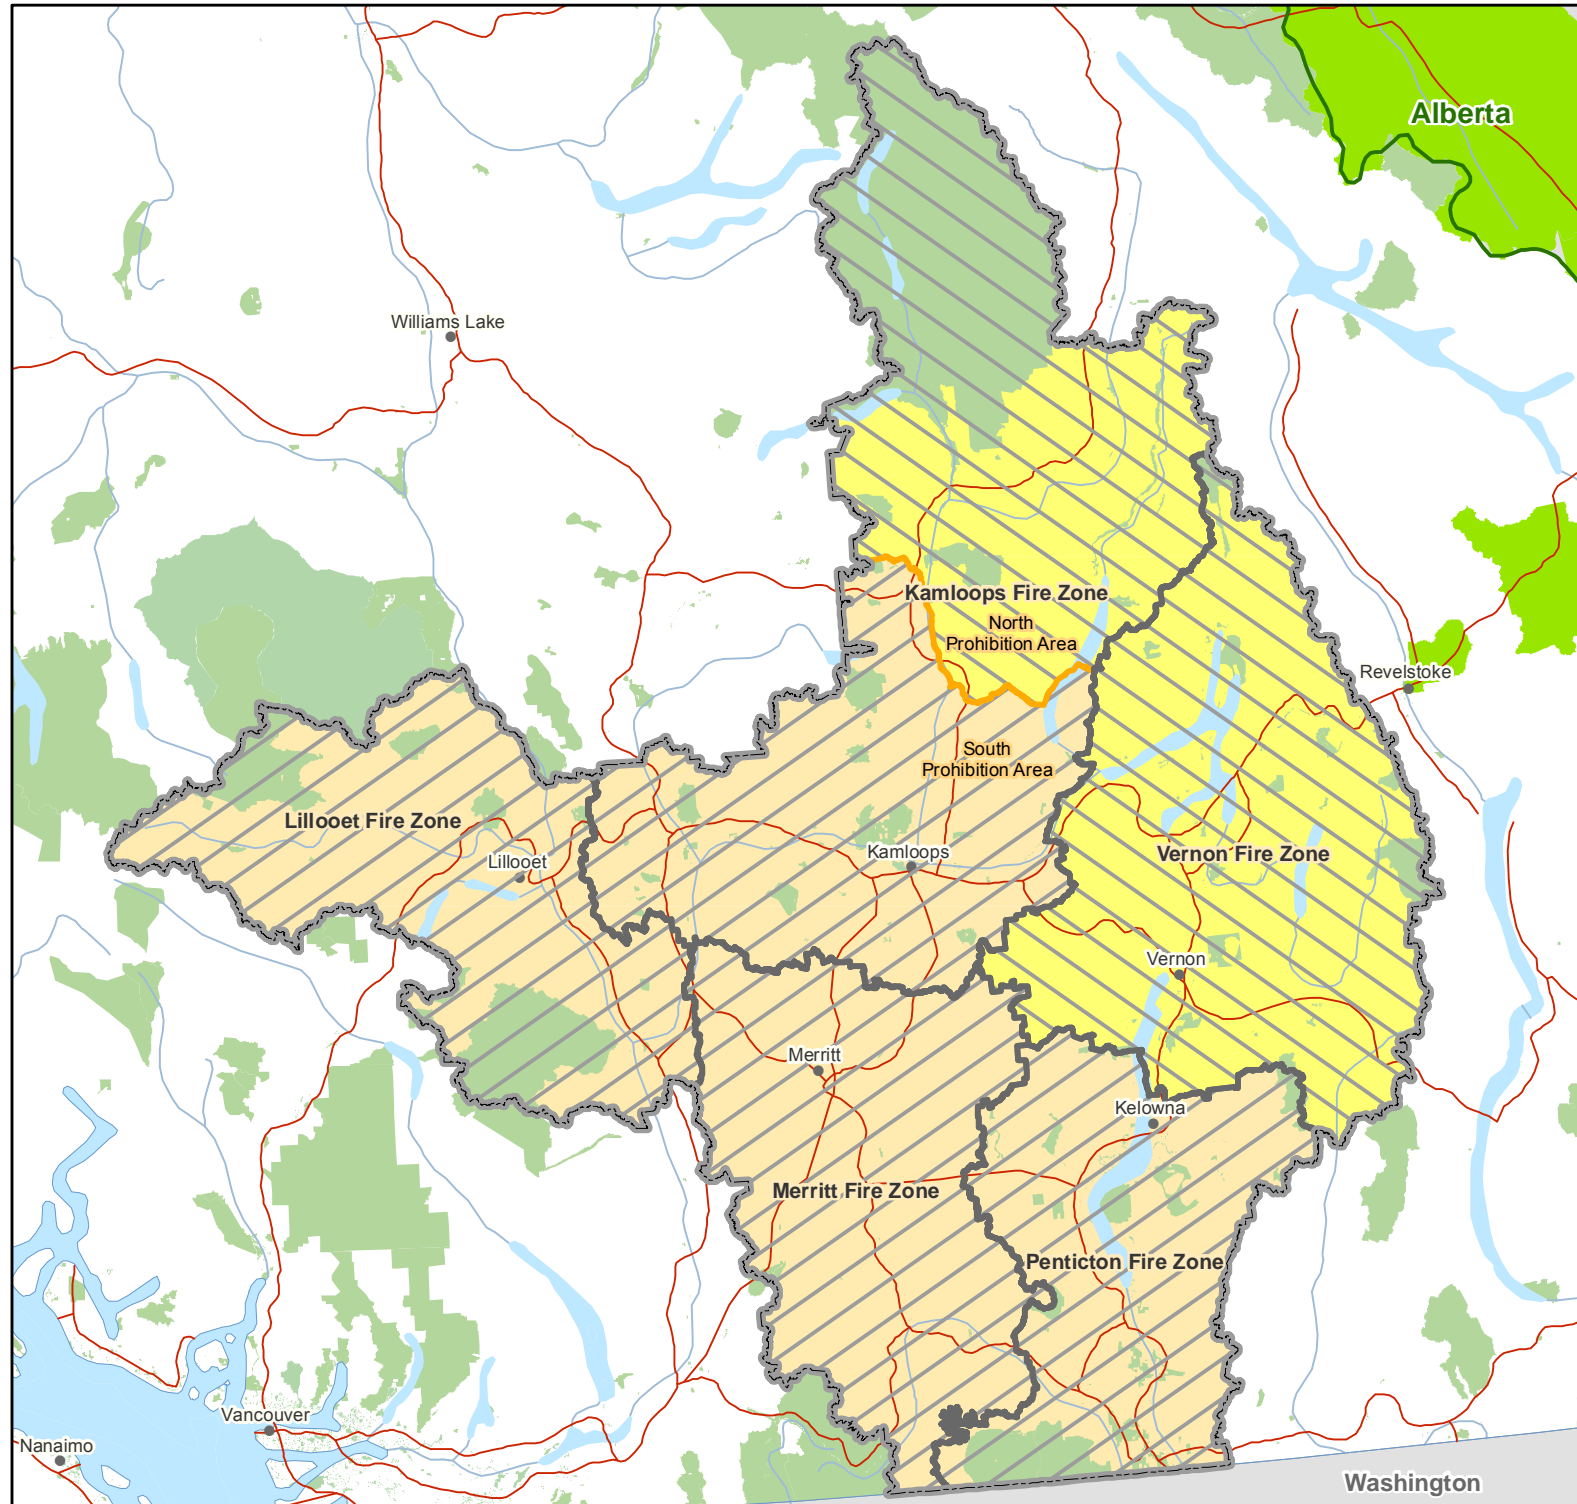 Alberta
Williams Lake
Kamloops Fire Zone
North
Prohibition Area
Revelstoke
South
Prohibition Area
Lillooet Fire Zone
Lillooet
Kamloops
Vernon Fire Zone
Vernon
Merritt
Kelowna
Merritt Fire Zone
Penticton Fire Zone
Vancouver
Nanaimo
Washington